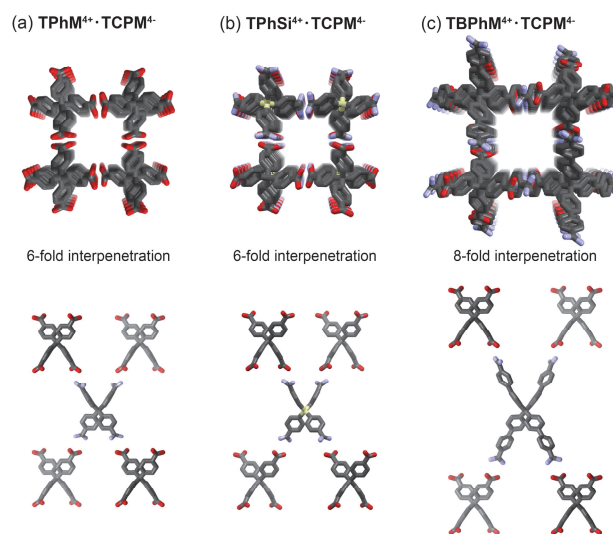 (a) TPhM⁴⁺·TCPM⁴⁻
(b) TPhSi⁴⁺·TCPM⁴⁻
(c) TBPhM⁴⁺·TCPM⁴⁻
6-fold interpenetration
6-fold interpenetration
8-fold interpenetration